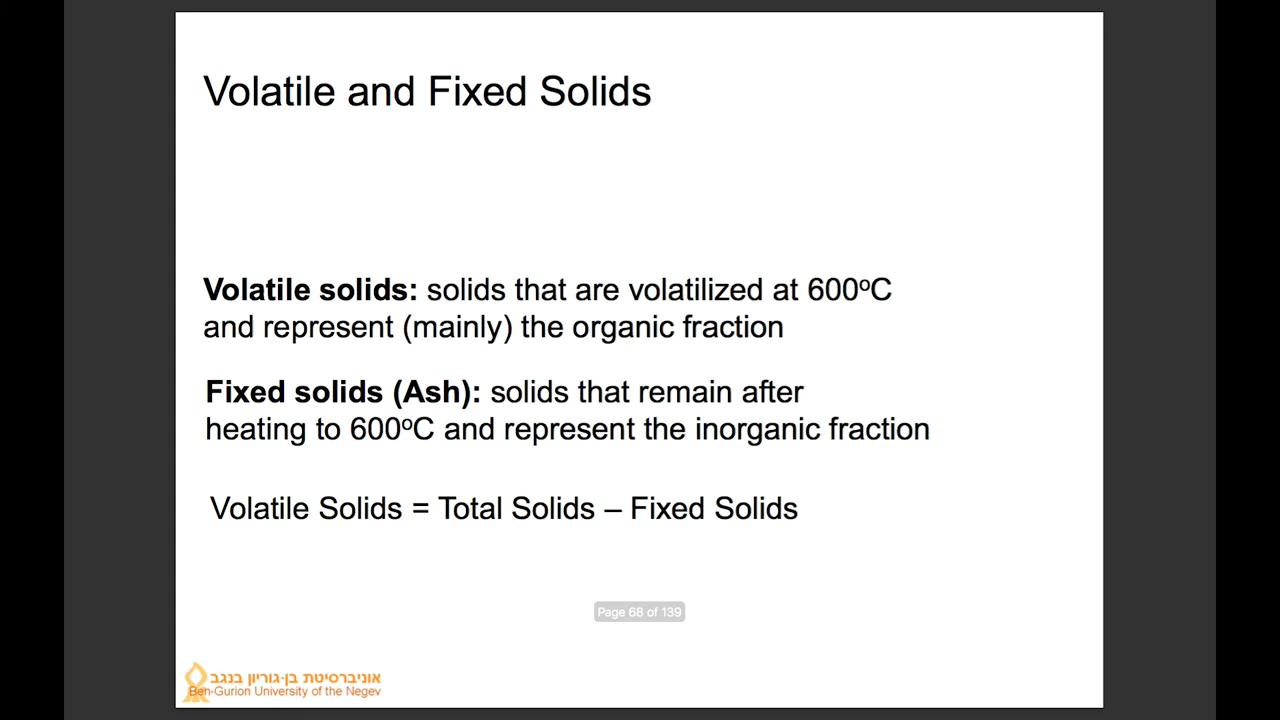 Volatile and Fixed Solids
Volatile solids: solids that are volatilized at 600ºC
and represent (mainly) the organic fraction
Fixed solids (Ash): solids that remain after
heating to 600ºC and represent the inorganic fraction
Volatile Solids = Total Solids – Fixed Solids
Page 68 of 139
אוניברסיטת בן-גוריון בנגב
Ben-Gurion University of the Negev